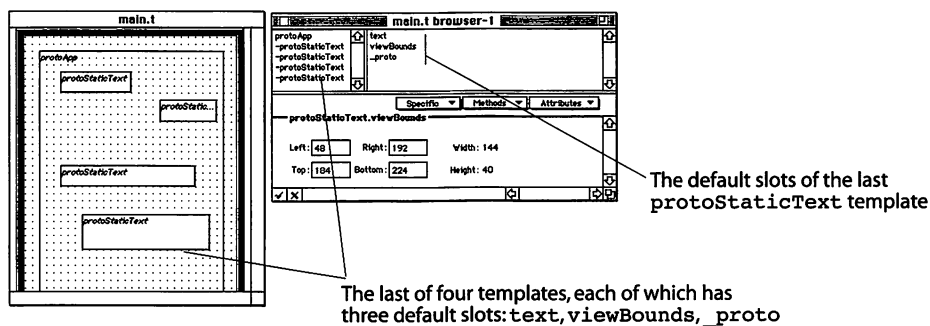 main.t
protoApp
protoStaticText
protoStatic...
protoStaticText
protoStaticText
main.t browser-1
protoApp
-protoStaticText
-protoStaticText
-protoStaticText
-protoStaticText
text
viewBounds
_proto
Specific Methods Attributes
protoStaticText.viewBounds
Left: 48 Right: 192 Width: 144
Top: 184 Bottom: 224 Height: 40
The default slots of the last
protoStaticText template
The last of four templates, each of which has
three default slots: text, viewBounds, _proto